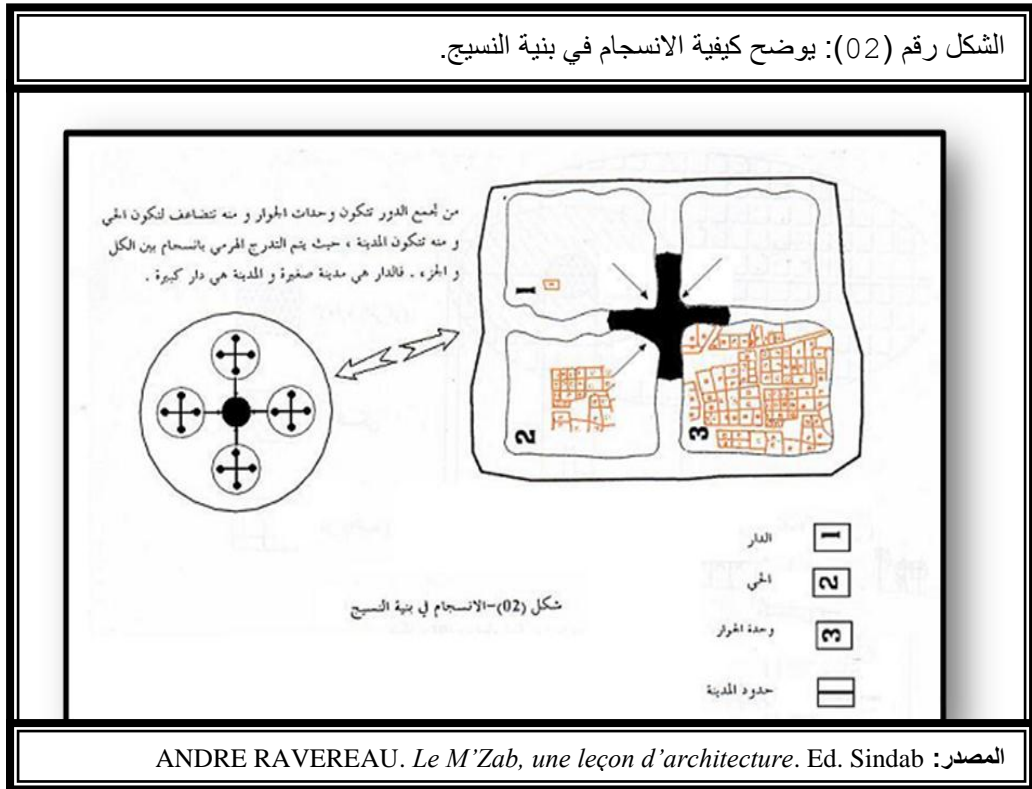 الشكل رقم (02): يوضح كيفية الانسجام في بنية النسيج.
من تجمع الدور تتكون وحدات الجوار و منه تتضاعف لتكون الحي
و منه تتكون المدينة ، حيث يتم التدرج الهرمي بانسجام بين الكل
و الجزء . فالدار هي مدينة صغيرة و المدينة هي دار كبيرة .
1
2
3
1 الدار
2 الحي
3 وحدة الجوار
حدود المدينة
شكل (02)-الانسجام في بنية النسيج
المصدر: ANDRE RAVEREAU. Le M’Zab, une leçon d’architecture. Ed. Sindab